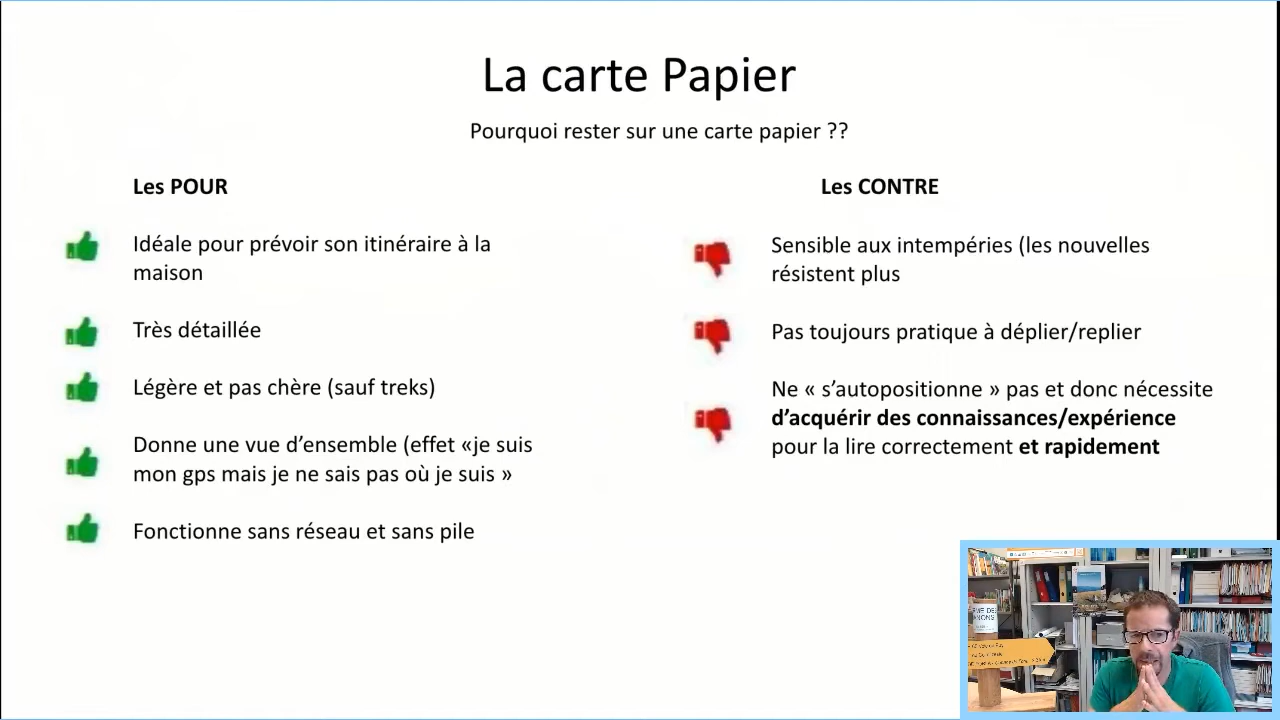 La carte Papier
Pourquoi rester sur une carte papier ??
Les POUR
Idéale pour prévoir son itinéraire à la
maison
Très détaillée
Légère et pas chère (sauf treks)
Donne une vue d’ensemble (effet «je suis
mon gps mais je ne sais pas où je suis »
Fonctionne sans réseau et sans pile
Les CONTRE
Sensible aux intempéries (les nouvelles
résistent plus
Pas toujours pratique à déplier/replier
Ne « s’autopositionne » pas et donc nécessite
d’acquérir des connaissances/expérience
pour la lire correctement et rapidement